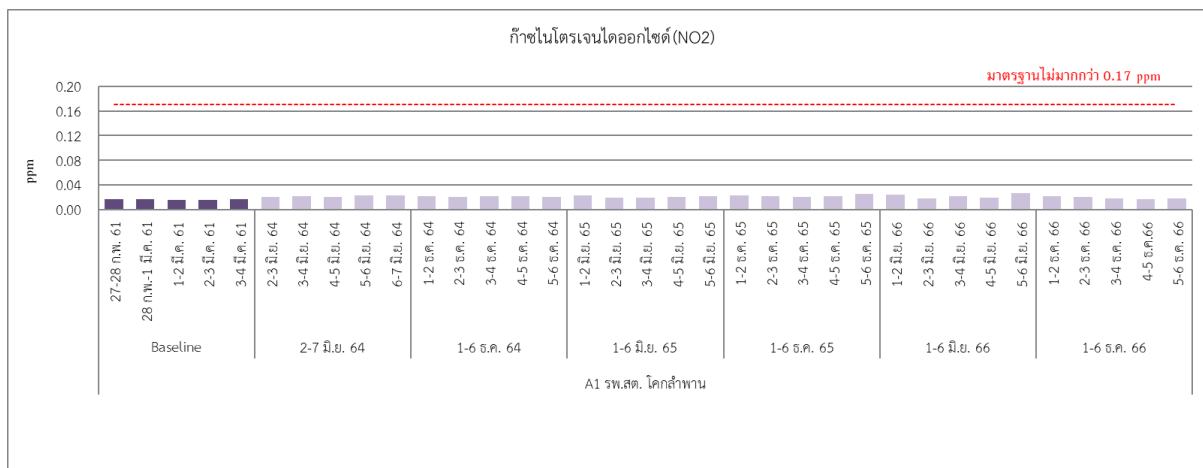 ก๊าซไนโตรเจนไดออกไซด์(NO2)
มาตรฐานไม่มากกว่า 0.17 ppm
ppm
0.20
0.16
0.12
0.08
0.04
0.00
27-28 ก.พ. 61
28 ก.พ.-1 มี.ค. 61
1-2 มี.ค. 61
2-3 มี.ค. 61
3-4 มี.ค. 61
2-3 มิ.ย. 64
3-4 มิ.ย. 64
4-5 มิ.ย. 64
5-6 มิ.ย. 64
6-7 มิ.ย. 64
1-2 ธ.ค. 64
2-3 ธ.ค. 64
3-4 ธ.ค. 64
4-5 ธ.ค. 64
5-6 ธ.ค. 64
1-2 มิ.ย. 65
2-3 มิ.ย. 65
3-4 มิ.ย. 65
4-5 มิ.ย. 65
5-6 มิ.ย. 65
1-2 ธ.ค. 65
2-3 ธ.ค. 65
3-4 ธ.ค. 65
4-5 ธ.ค. 65
5-6 ธ.ค. 65
1-2 มิ.ย. 66
2-3 มิ.ย. 66
3-4 มิ.ย. 66
4-5 มิ.ย. 66
5-6 มิ.ย. 66
1-2 ธ.ค. 66
2-3 ธ.ค. 66
3-4 ธ.ค. 66
4-5 ธ.ค.66
5-6 ธ.ค. 66
Baseline
2-7 มิ.ย. 64
1-6 ธ.ค. 64
1-6 มิ.ย. 65
1-6 ธ.ค. 65
1-6 มิ.ย. 66
1-6 ธ.ค. 66
A1 รพ.สต. โคกลำพาน